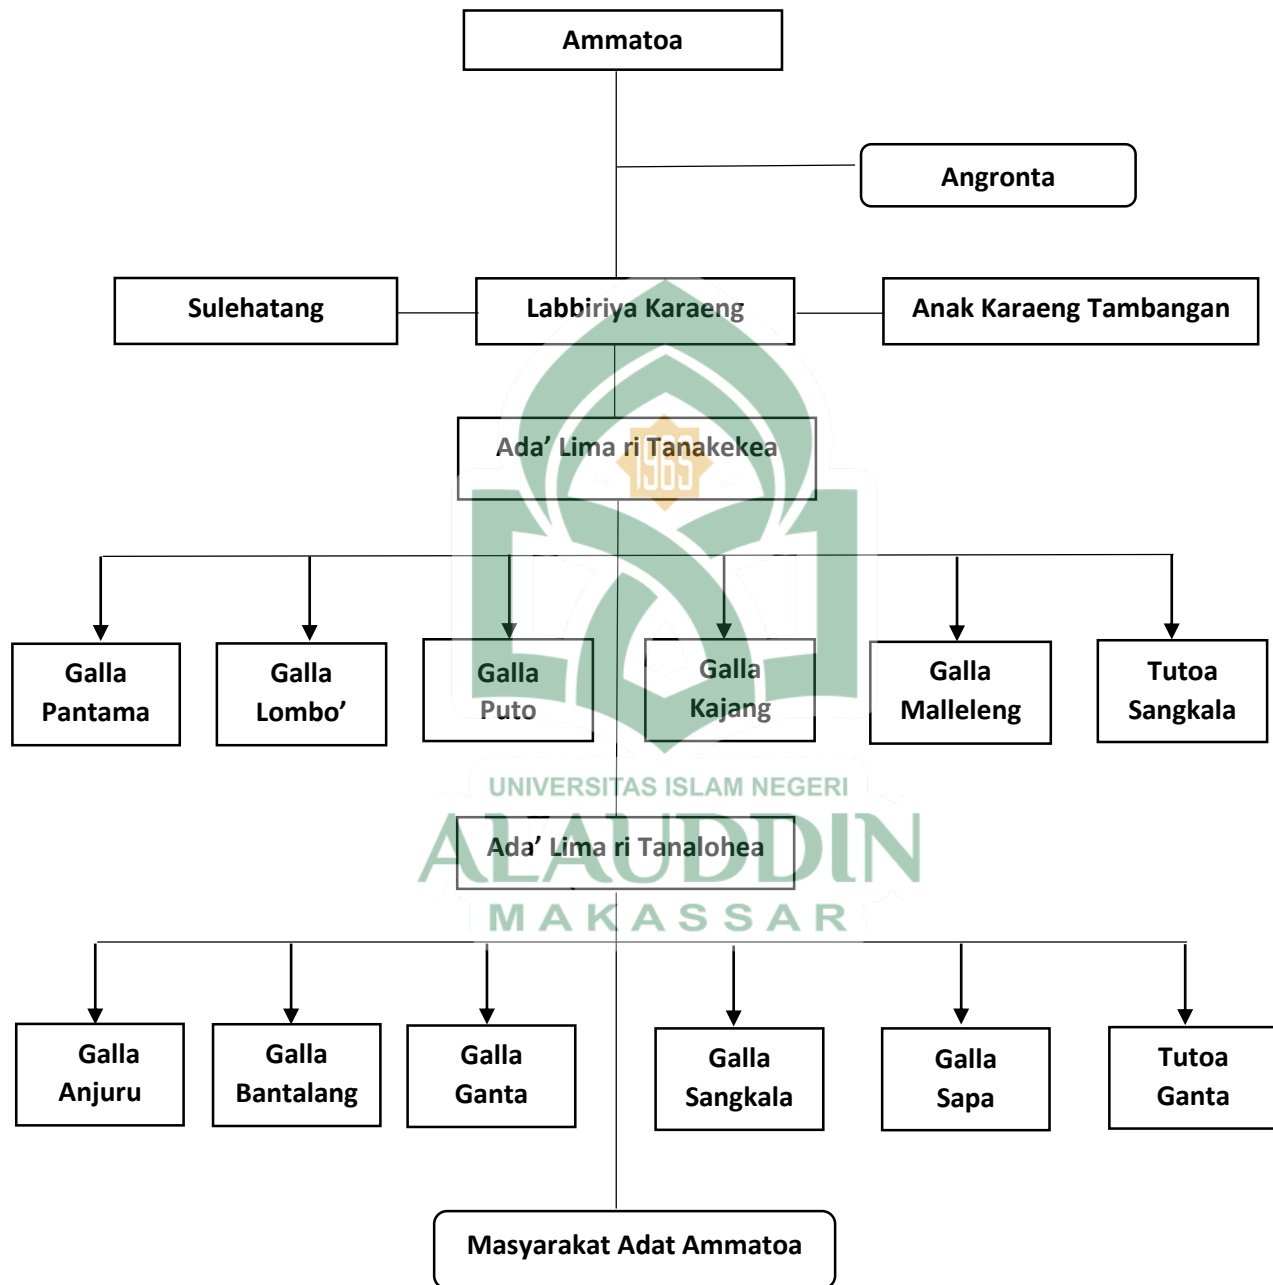 Ammatoa
Angronta
Sulehatang
Labbiriya Karaeng
Anak Karaeng Tambangan
Ada’ Lima ri Tanakekea
1965
Galla
Pantama
Galla
Lombo’
Galla
Puto
Galla
Kajang
Galla
Malleleng
Tutoa
Sangkala
UNIVERSITAS ISLAM NEGERI
ALAUDDIN
Ada’ Lima ri Tanalohea
MAKASSAR
Galla
Anjuru
Galla
Bantalang
Galla
Ganta
Galla
Sangkala
Galla
Sapa
Tutoa
Ganta
Masyarakat Adat Ammatoa